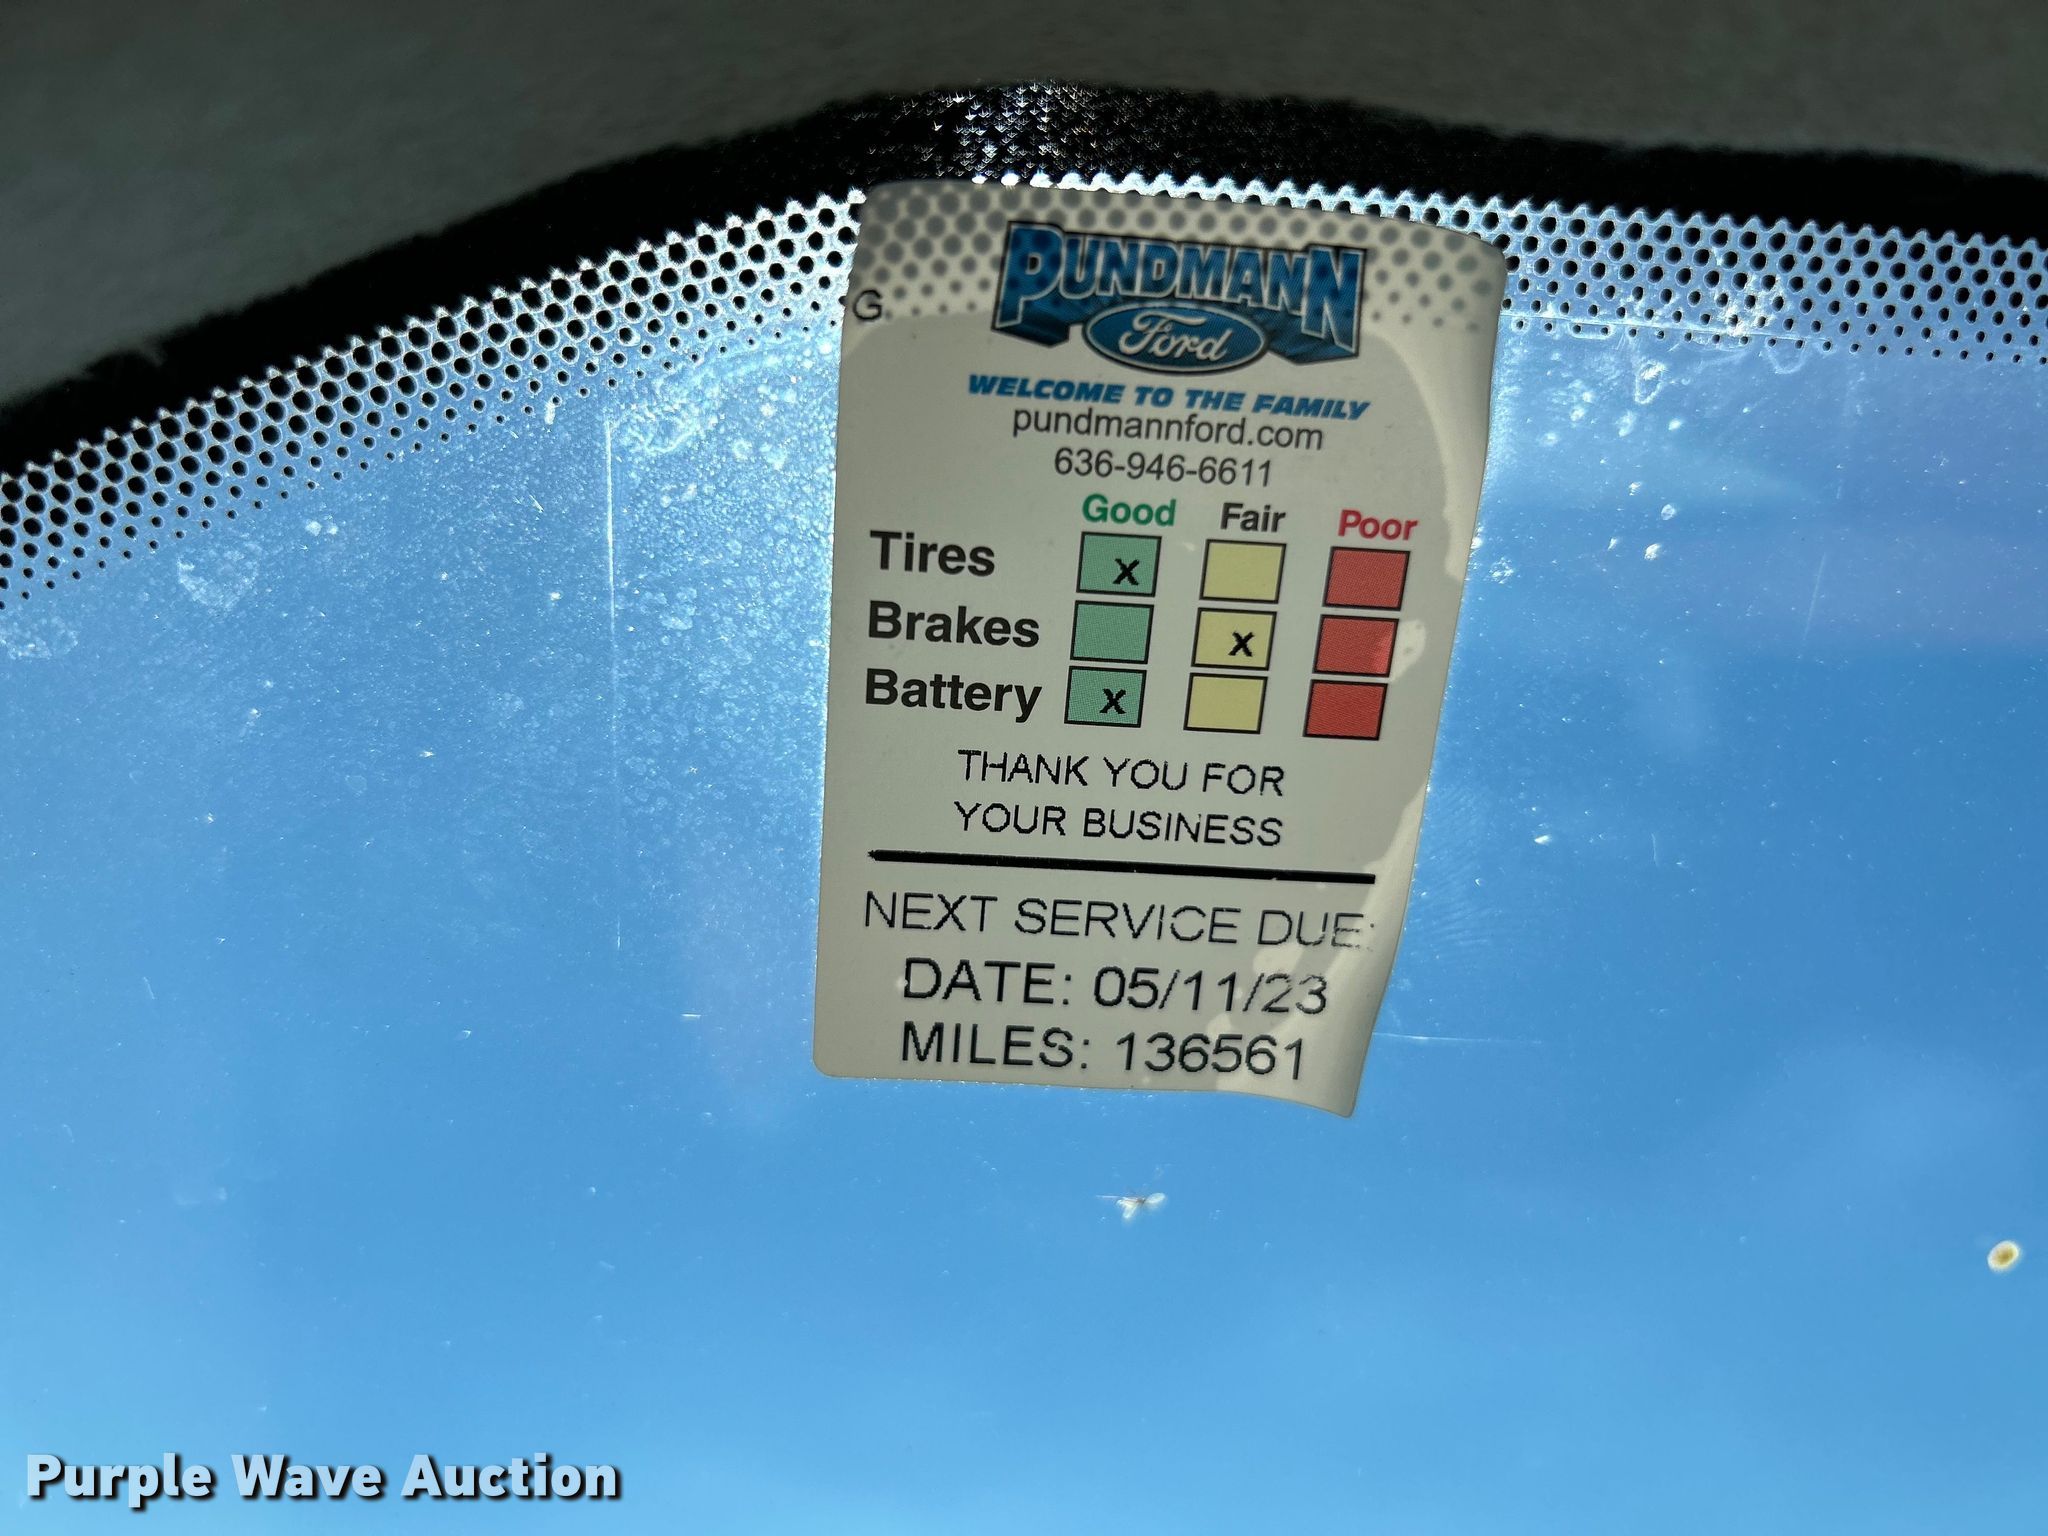 G.
PUNDMANN
Ford
WELCOME TO THE FAMILY
pundmannford.com
636-946-6611
Good Fair Poor
Tires x
Brakes x
Battery x
THANK YOU FOR
YOUR BUSINESS
NEXT SERVICE DUE:
DATE: 05/11/23
MILES: 136561
Purple Wave Auction